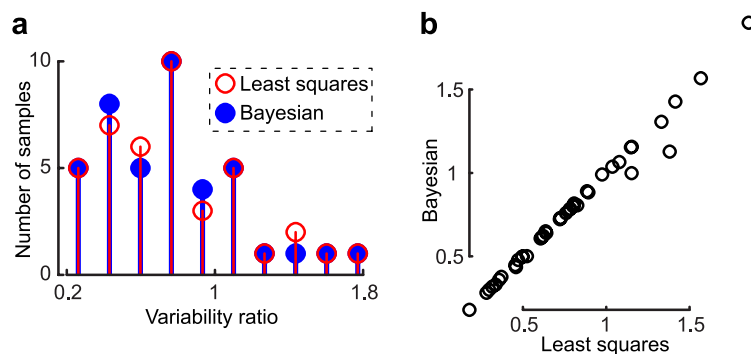 a
10
5
0
0.2
1
1.8
Number of samples
Variability ratio
Least squares
Bayesian
b
1.5
1
0.5
0.5
1
1.5
Bayesian
Least squares